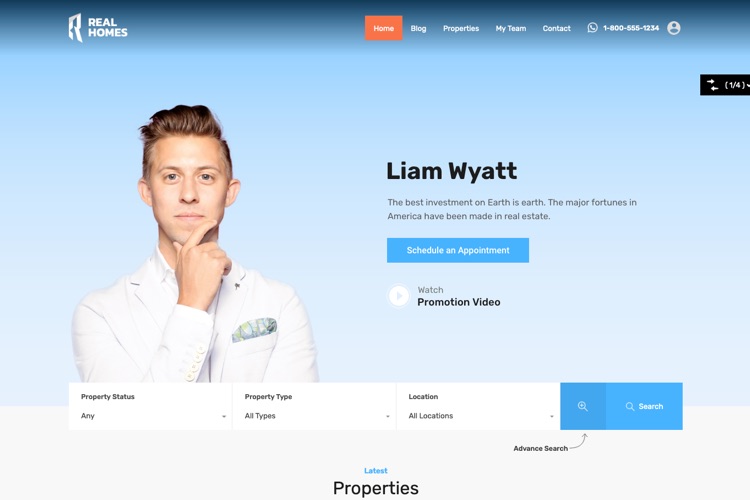 REAL
HOMES
Home
Blog
Properties
My Team
Contact
1-800-555-1234
( 1/4 )
Liam Wyatt
The best investment on Earth is earth. The major fortunes in
America have been made in real estate.
Schedule an Appointment
Watch
Promotion Video
Property Status
Any
Property Type
All Types
Location
All Locations
Search
Advance Search
Latest
Properties